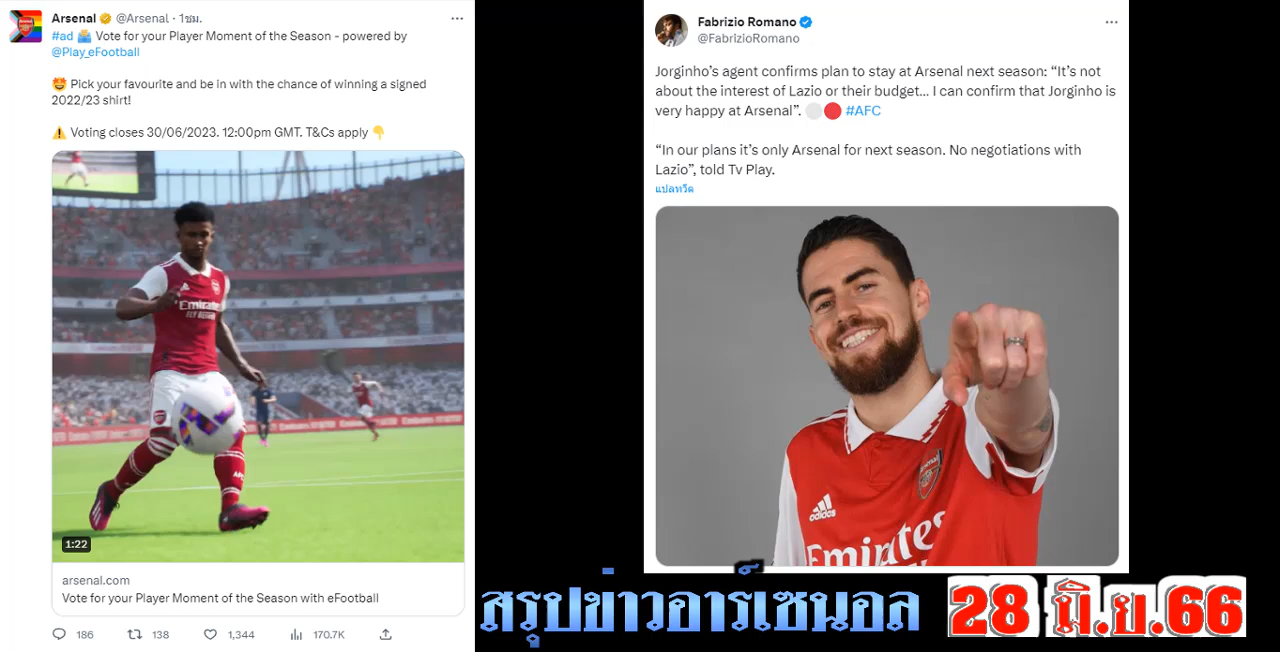 Arsenal @Arsenal · 1ชม.
#ad 🗳️ Vote for your Player Moment of the Season - powered by
@Play_eFootball
🤩 Pick your favourite and be in with the chance of winning a signed
2022/23 shirt!
⚠️ Voting closes 30/06/2023. 12:00pm GMT. T&Cs apply 👇
Emirates
FLY BETTER
1:22
arsenal.com
Vote for your Player Moment of the Season with eFootball
186 138 1,344 170.7K
Fabrizio Romano
@FabrizioRomano
Jorginho’s agent confirms plan to stay at Arsenal next season: “It’s not
about the interest of Lazio or their budget... I can confirm that Jorginho is
very happy at Arsenal”. ⚪🔴 #AFC
“In our plans it’s only Arsenal for next season. No negotiations with
Lazio”, told Tv Play.
แปลทวีต
Arsenal
adidas
Emirates
สรุปข่าวอาร์เซนอล 28 มิ.ย.66